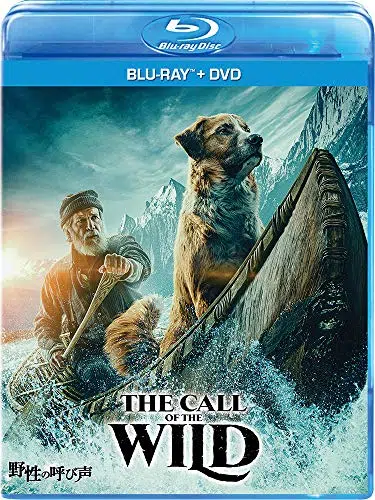 Blu-ray Disc
BLU-RAY™ + DVD
THE CALL
OF THE
WILD
野性の呼び声